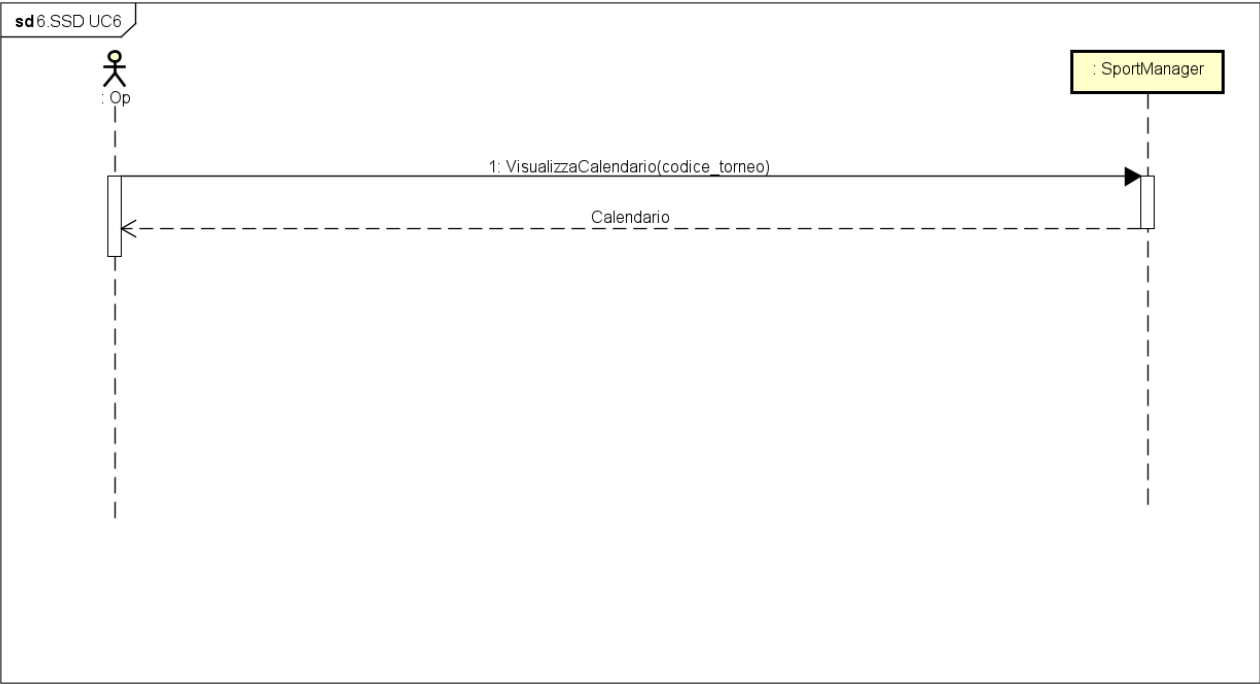 sd 6.SSD UC6
: Op
: SportManager
1: VisualizzaCalendario(codice_torneo)
Calendario